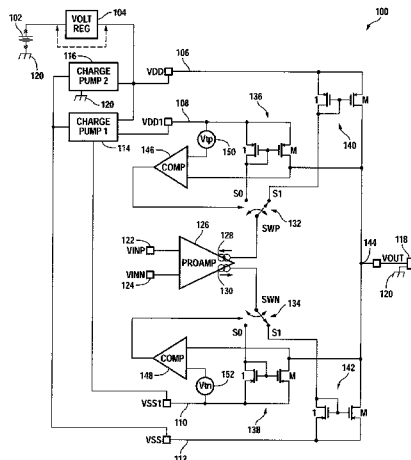 102
VOLT
REG
104
100
120
116
CHARGE
PUMP 2
120
VDD
106
CHARGE
PUMP 1
114
VDD1
108
136
Vtp
150
1
M
1
M
140
146
COMP
S0
S1
132
SWP
126
128
VINP
122
PROAMP
VINN
124
130
144
VOUT
118
120
SWN
134
S0
S1
COMP
148
Vtn
152
1
M
142
VSS1
110
138
1
M
VSS
112